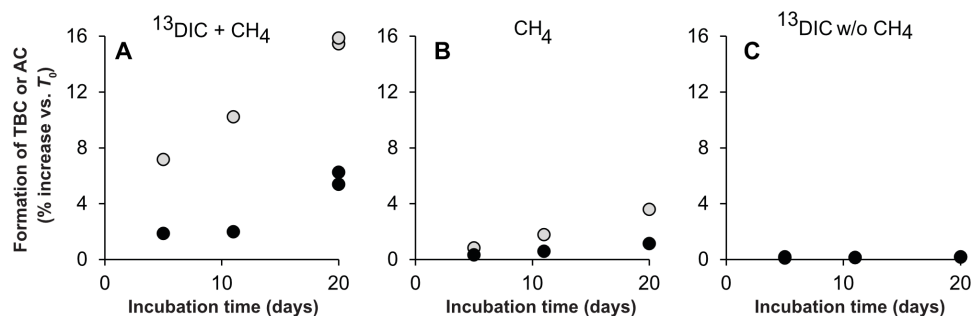 ¹³DIC + CH₄
CH₄
¹³DIC w/o CH₄
Formation of TBC or AC
(% increase vs. T₀)
A
B
C
16
12
8
4
0
0
10
20
Incubation time (days)
16
12
8
4
0
0
10
20
Incubation time (days)
16
12
8
4
0
0
10
20
Incubation time (days)